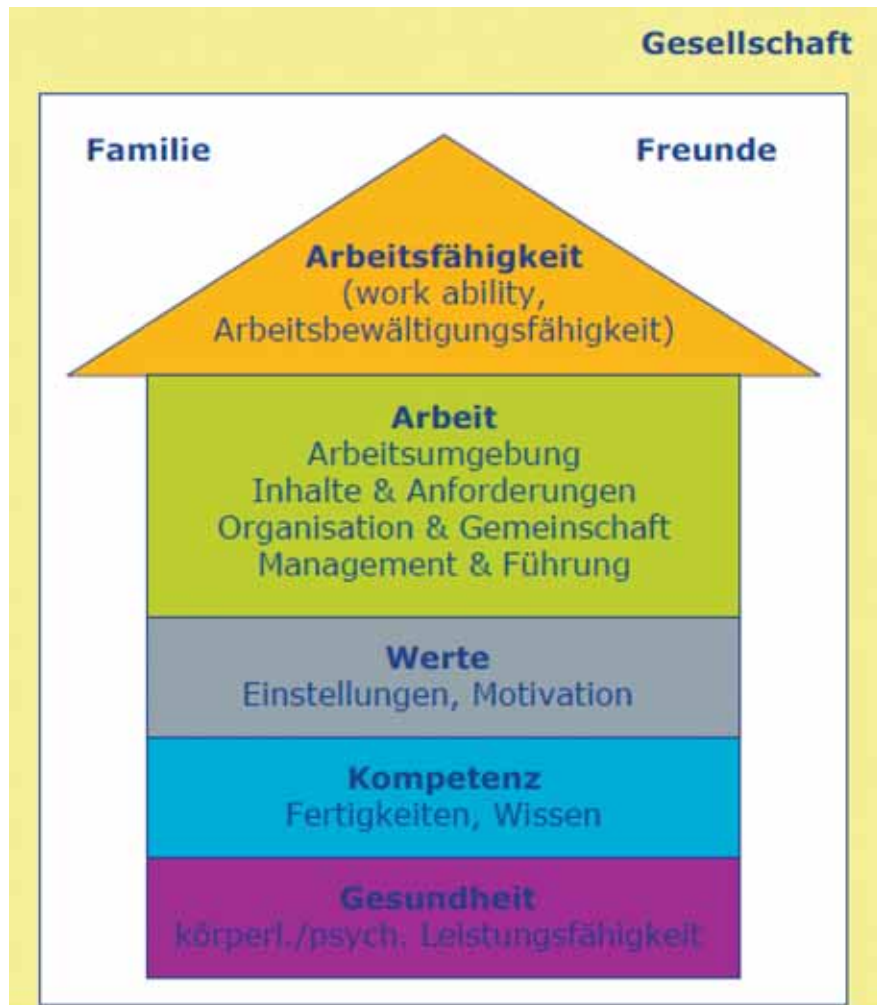 Gesellschaft
Familie
Freunde
Arbeitsfähigkeit
(work ability,
Arbeitsbewältigungsfähigkeit)
Arbeit
Arbeitsumgebung
Inhalte & Anforderungen
Organisation & Gemeinschaft
Management & Führung
Werte
Einstellungen, Motivation
Kompetenz
Fertigkeiten, Wissen
Gesundheit
körperl./psych. Leistungsfähigkeit